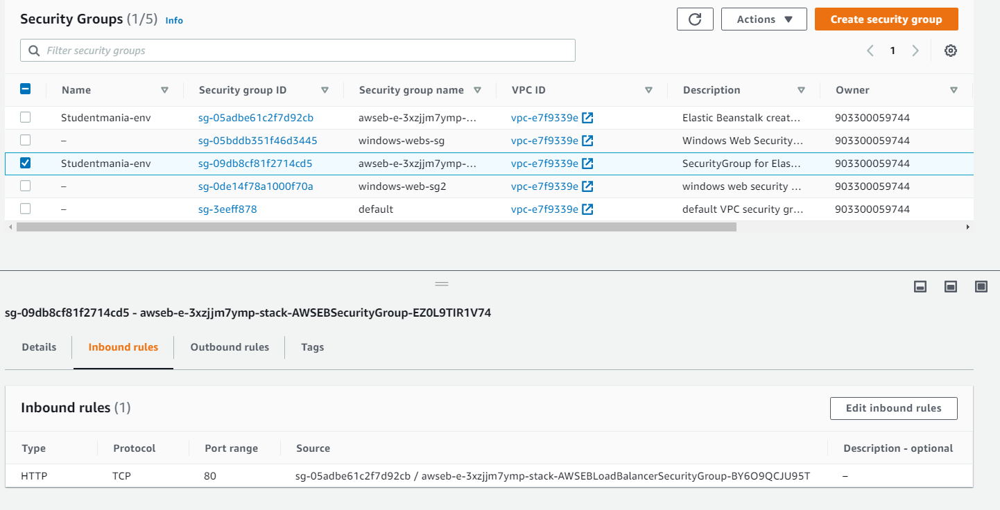 Security Groups (1/5) Info
Actions
Create security group
Filter security groups
1
Name Security group ID Security group name VPC ID Description Owner
Studentmania-env sg-05adbe61c2f7d92cb awseb-e-3xzjjm7ymp-... vpc-e7f9339e Elastic Beanstalk creat... 903300059744
– sg-05bddb351f46d3445 windows-webs-sg vpc-e7f9339e Windows Web Security... 903300059744
Studentmania-env sg-09db8cf81f2714cd5 awseb-e-3xzjjm7ymp-... vpc-e7f9339e SecurityGroup for Elas... 903300059744
– sg-0de14f78a1000f70a windows-web-sg2 vpc-e7f9339e windows web security ... 903300059744
– sg-3eeff878 default vpc-e7f9339e default VPC security gr... 903300059744
sg-09db8cf81f2714cd5 - awseb-e-3xzjjm7ymp-stack-AWSEBSecurityGroup-EZ0L9TIR1V74
Details Inbound rules Outbound rules Tags
Inbound rules (1)
Edit inbound rules
Type Protocol Port range Source Description - optional
HTTP TCP 80 sg-05adbe61c2f7d92cb / awseb-e-3xzjjm7ymp-stack-AWSEBLoadBalancerSecurityGroup-BY6O9QCJU95T –